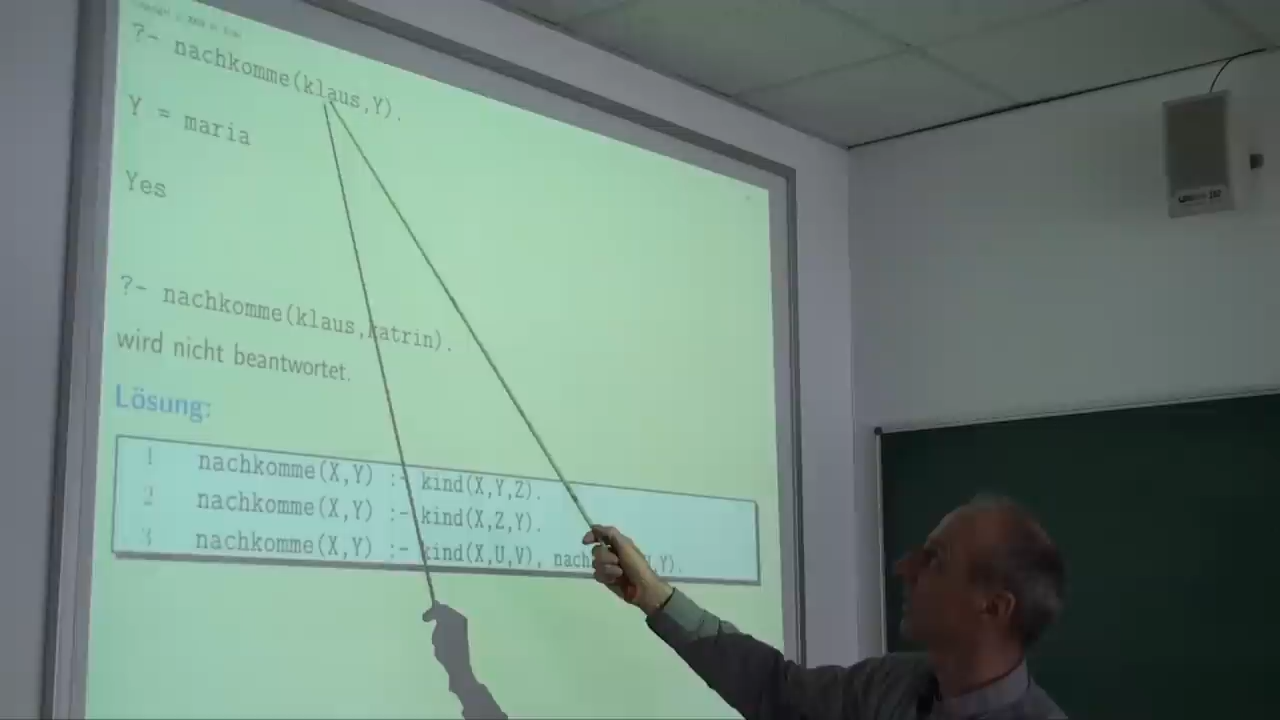 ?- nachkomme(klaus,Y).
Y = maria
Yes
?- nachkomme(klaus,katrin).
wird nicht beantwortet.
Lösung:
1 nachkomme(X,Y) :- kind(X,Y,Z).
2 nachkomme(X,Y) :- kind(X,Z,Y).
3 nachkomme(X,Y) :- kind(X,U,V), ,Y).